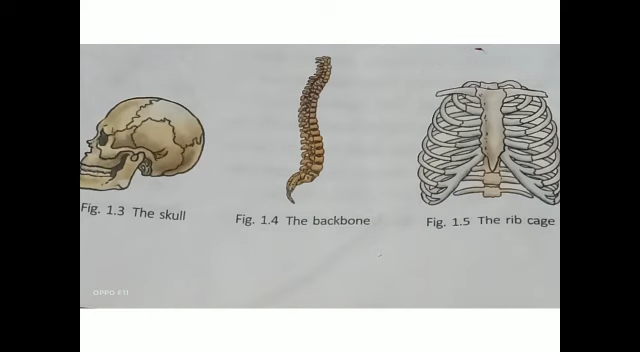 Fig. 1.3 The skull
Fig. 1.4 The backbone
Fig. 1.5 The rib cage
OPPO F11